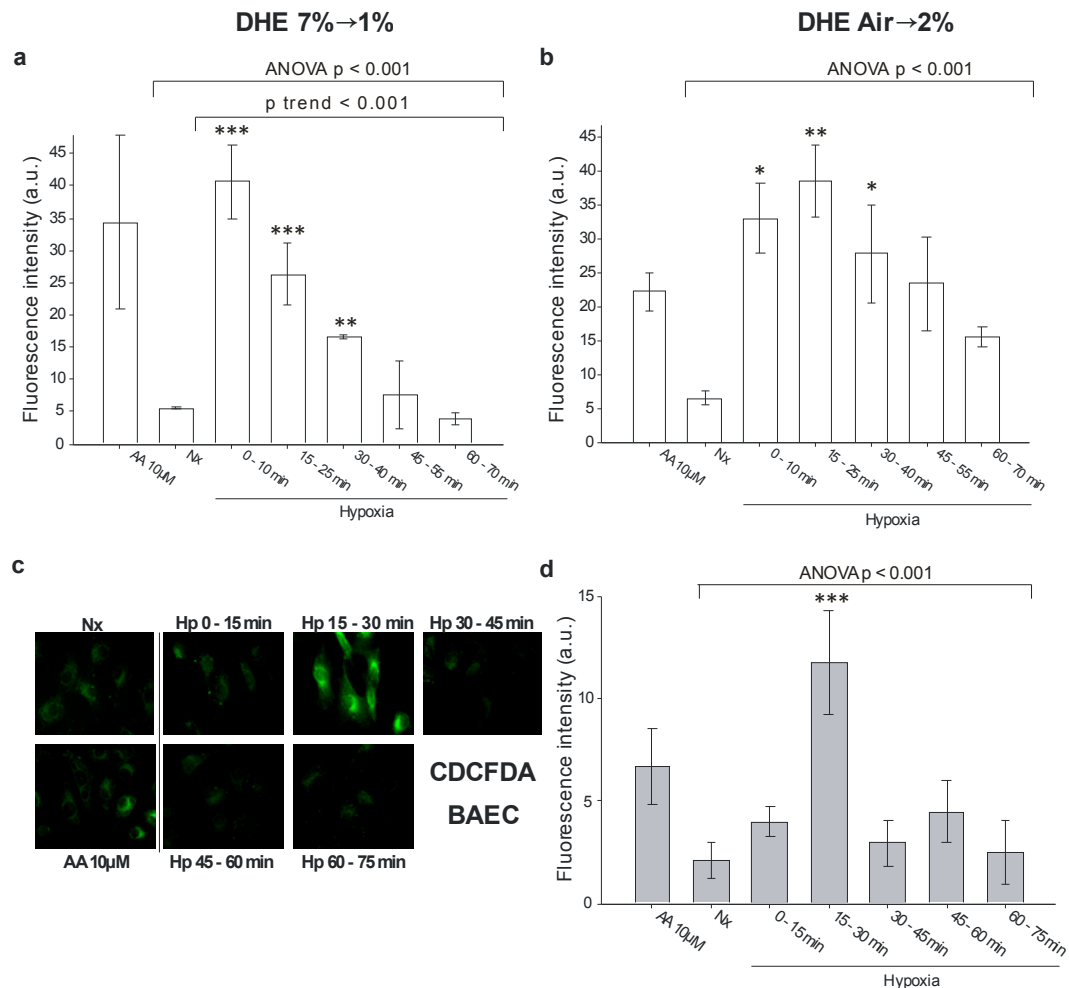 DHE 7%→1%
DHE Air→2%
a
ANOVA p < 0.001
p trend < 0.001
***
***
**
Fluorescence intensity (a.u.)
45
40
35
30
25
20
15
10
5
0
AA 10μM
Nx
0 - 10 min
15 - 25 min
30 - 40 min
45 - 55 min
60 - 70 min
Hypoxia
b
ANOVA p < 0.001
*
**
*
Fluorescence intensity (a.u.)
45
40
35
30
25
20
15
10
5
0
AA 10μM
Nx
0 - 10 min
15 - 25 min
30 - 40 min
45 - 55 min
60 - 70 min
Hypoxia
c
Nx
Hp 0 - 15 min
Hp 15 - 30 min
Hp 30 - 45 min
CDCFDA
BAEC
AA 10μM
Hp 45 - 60 min
Hp 60 - 75 min
d
ANOVA p < 0.001
***
Fluorescence intensity (a.u.)
15
10
5
0
AA 10μM
Nx
0 - 15 min
15 - 30 min
30 - 45 min
45 - 60 min
60 - 75 min
Hypoxia